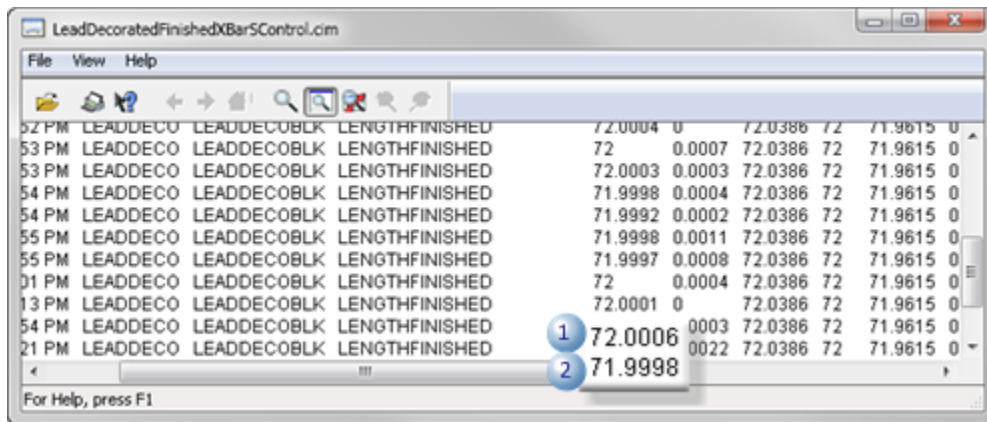 LeadDecoratedFinishedXBarSControl.cim
File View Help
52 PM LEADDECO LEADDECOBLK LENGTHFINISHED 72.0004 0 72.0386 72 71.9615 0
53 PM LEADDECO LEADDECOBLK LENGTHFINISHED 72 0.0007 72.0386 72 71.9615 0
53 PM LEADDECO LEADDECOBLK LENGTHFINISHED 72.0003 0.0003 72.0386 72 71.9615 0
54 PM LEADDECO LEADDECOBLK LENGTHFINISHED 71.9998 0.0004 72.0386 72 71.9615 0
54 PM LEADDECO LEADDECOBLK LENGTHFINISHED 71.9992 0.0002 72.0386 72 71.9615 0
55 PM LEADDECO LEADDECOBLK LENGTHFINISHED 71.9998 0.0011 72.0386 72 71.9615 0
55 PM LEADDECO LEADDECOBLK LENGTHFINISHED 71.9997 0.0008 72.0386 72 71.9615 0
01 PM LEADDECO LEADDECOBLK LENGTHFINISHED 72 0.0004 72.0386 72 71.9615 0
13 PM LEADDECO LEADDECOBLK LENGTHFINISHED 72.0001 0 72.0386 72 71.9615 0
54 PM LEADDECO LEADDECOBLK LENGTHFINISHED 1 72.0006 0003 72.0386 72 71.9615 0
21 PM LEADDECO LEADDECOBLK LENGTHFINISHED 2 71.9998 0022 72.0386 72 71.9615 0
For Help, press F1